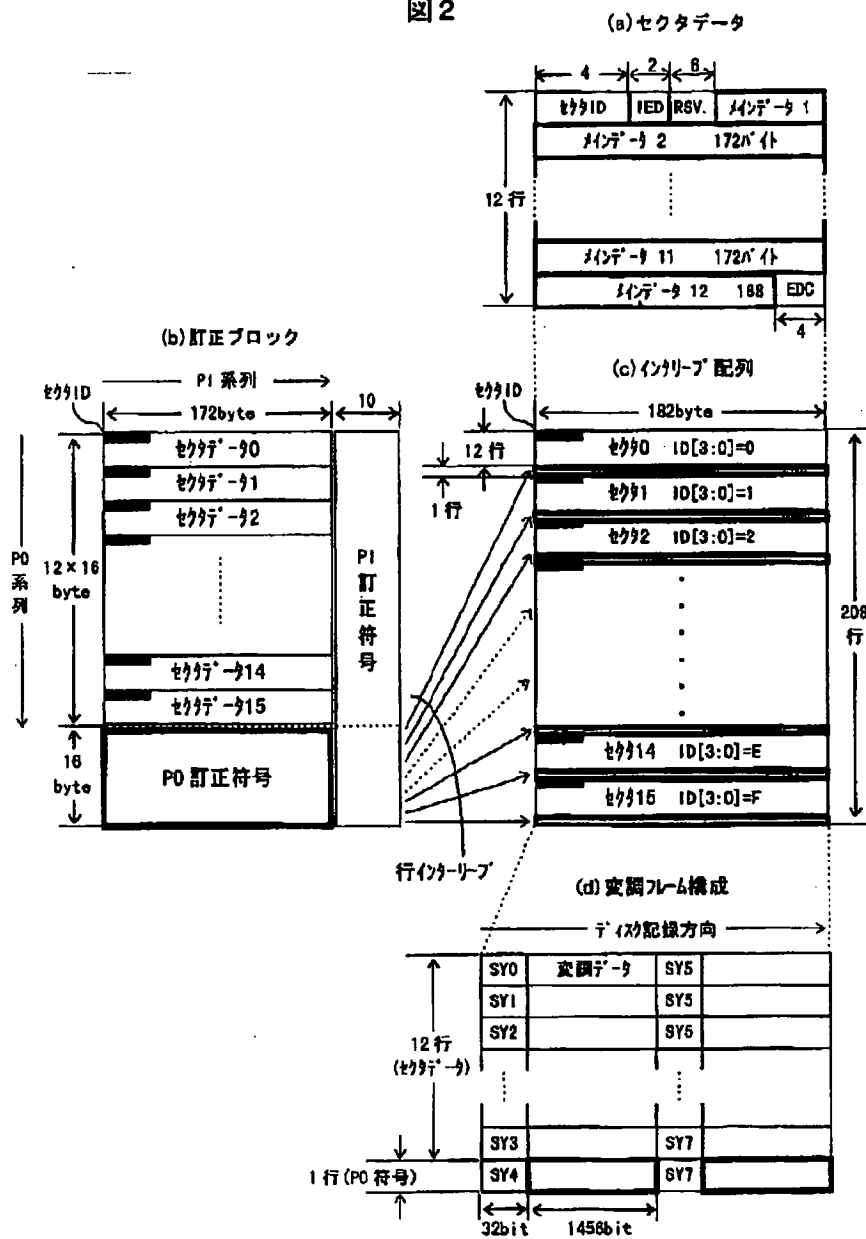 図2
(a)セクタデータ
4 2 6
セクタID IED RSV. メインデータ 1
メインデータ 2 172バイト
12行
メインデータ 11 172バイト
メインデータ 12 168 EDC
4
(b)訂正ブロック
PI 系列
セクタID
172byte 10
セクタデータ0
セクタデータ1
セクタデータ2
PO系列
12×16
byte
PI訂正符号
セクタデータ14
セクタデータ15
16
byte
PO 訂正符号
行インターリーブ
(c)インタリーブ配列
セクタID
182byte
12行
1行
セクタ0 ID[3:0]=0
セクタ1 ID[3:0]=1
セクタ2 ID[3:0]=2
208
行
セクタ14 ID[3:0]=E
セクタ15 ID[3:0]=F
(d)変調フレーム構成
ディスク記録方向
SY0 変調データ SY5
SY1 SY5
SY2 SY5
12行
(セクタデータ)
SY3 SY7
1行(PO 符号)
SY4 SY7
32bit 1456bit